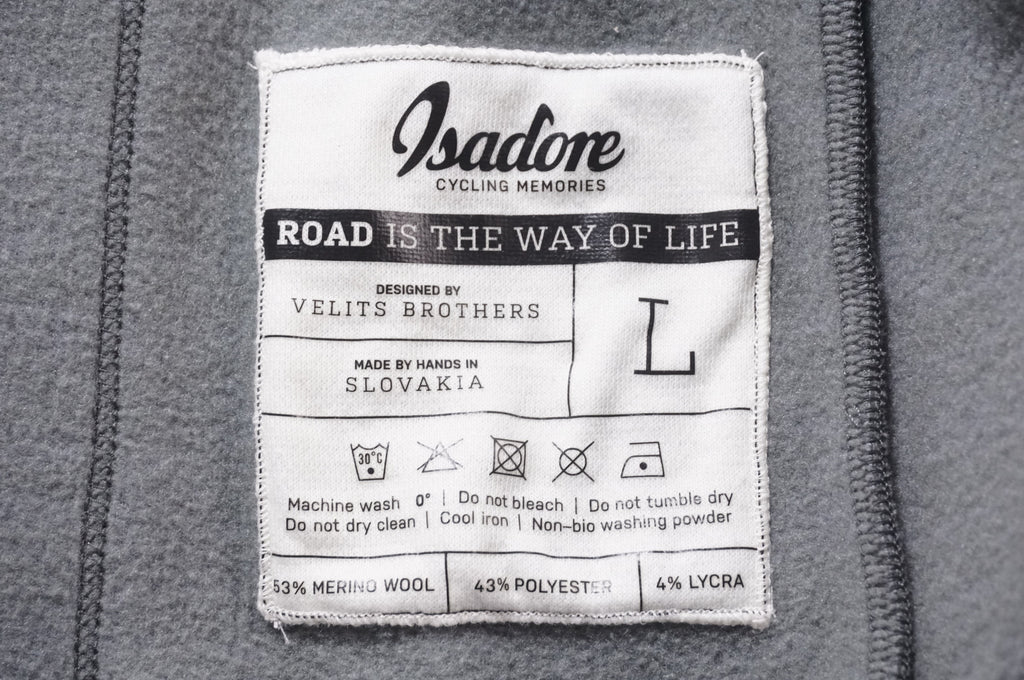 Isadore
CYCLING MEMORIES
ROAD IS THE WAY OF LIFE
DESIGNED BY
VELITS BROTHERS
L
MADE BY HANDS IN
SLOVAKIA
30°C
Machine wash 0° | Do not bleach | Do not tumble dry
Do not dry clean | Cool iron | Non-bio washing powder
53% MERINO WOOL
43% POLYESTER
4% LYCRA